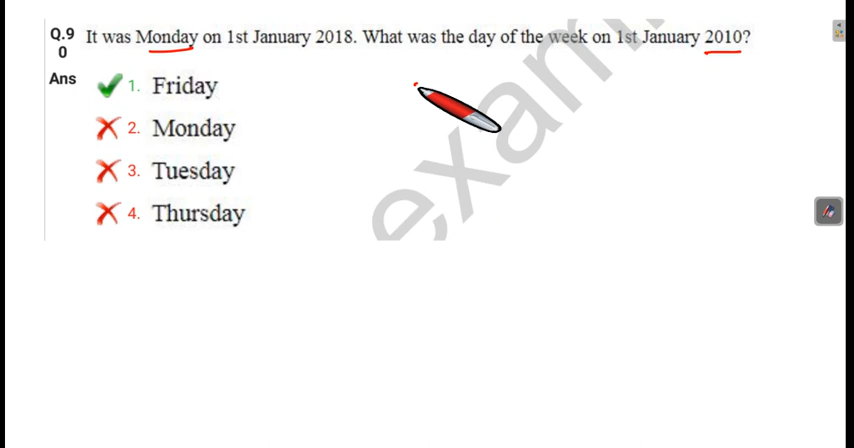 Q.9 It was Monday on 1st January 2018. What was the day of the week on 1st January 2010?
0
Ans 1. Friday
2. Monday
3. Tuesday
4. Thursday
exam